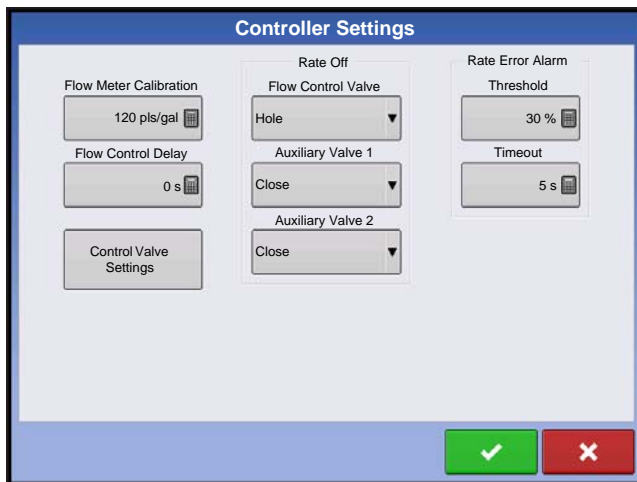 Controller Settings
Rate Off
Rate Error Alarm
Flow Meter Calibration
120 pls/gal
Flow Control Delay
0 s
Control Valve
Settings
Flow Control Valve
Hole
Auxiliary Valve 1
Close
Auxiliary Valve 2
Close
Threshold
30 %
Timeout
5 s